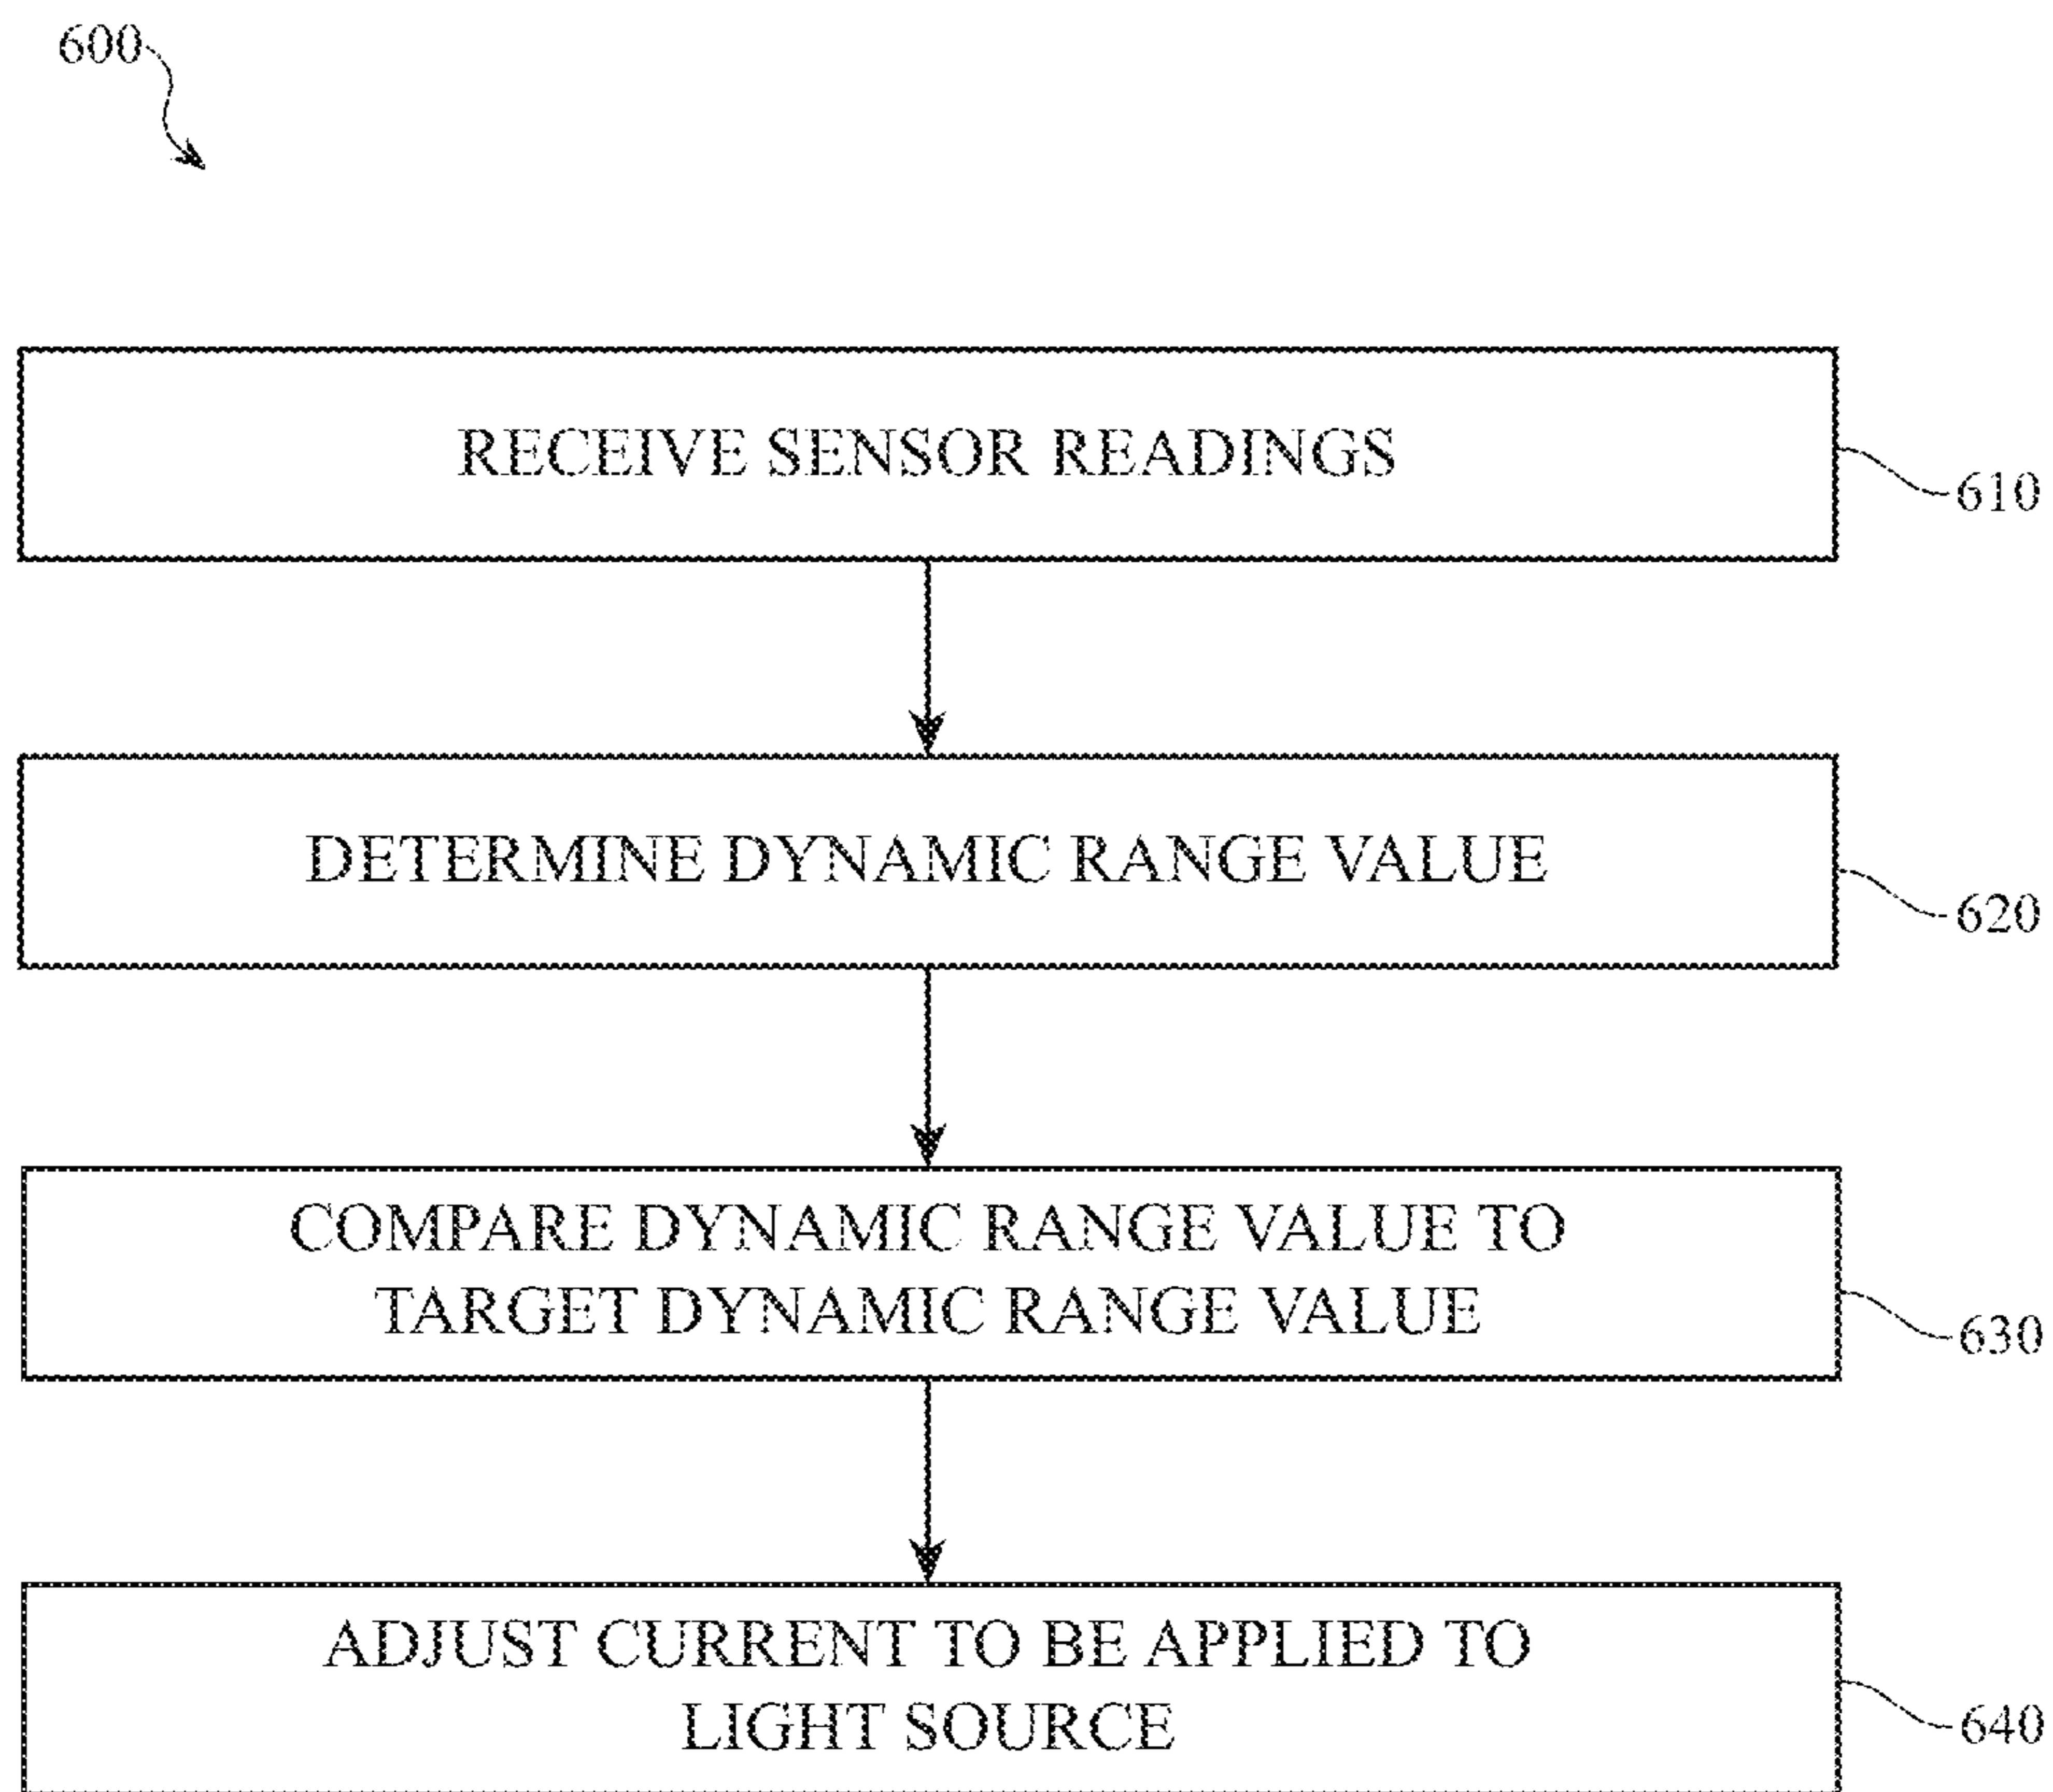 600
RECEIVE SENSOR READINGS
610
DETERMINE DYNAMIC RANGE VALUE
620
COMPARE DYNAMIC RANGE VALUE TO
TARGET DYNAMIC RANGE VALUE
630
ADJUST CURRENT TO BE APPLIED TO
LIGHT SOURCE
640